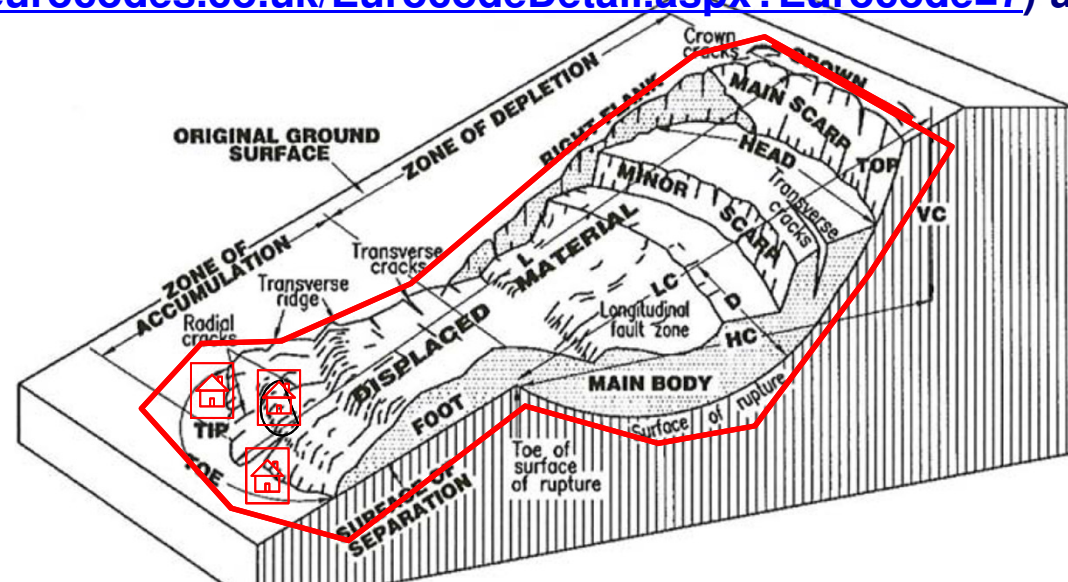 eurocodes.co.uk/EurocodeDetail.aspx?Eurocode=7)
Crown
cracks
CROWN
MAIN SCARP
ZONE OF DEPLETION
ORIGINAL GROUND
SURFACE
RIGHT FLANK
HEAD
TOP
MINOR
SCARP
Transverse
cracks
VC
ZONE OF
ACCUMULATION
Transverse
cracks
L
DISPLACED MATERIAL
LC
D
Transverse
ridge
Longitudinal
fault zone
Radial
cracks
HC
MAIN BODY
FOOT
Surface of rupture
TIP
Toe of
surface
of rupture
TOE
SURFACE OF
SEPARATION